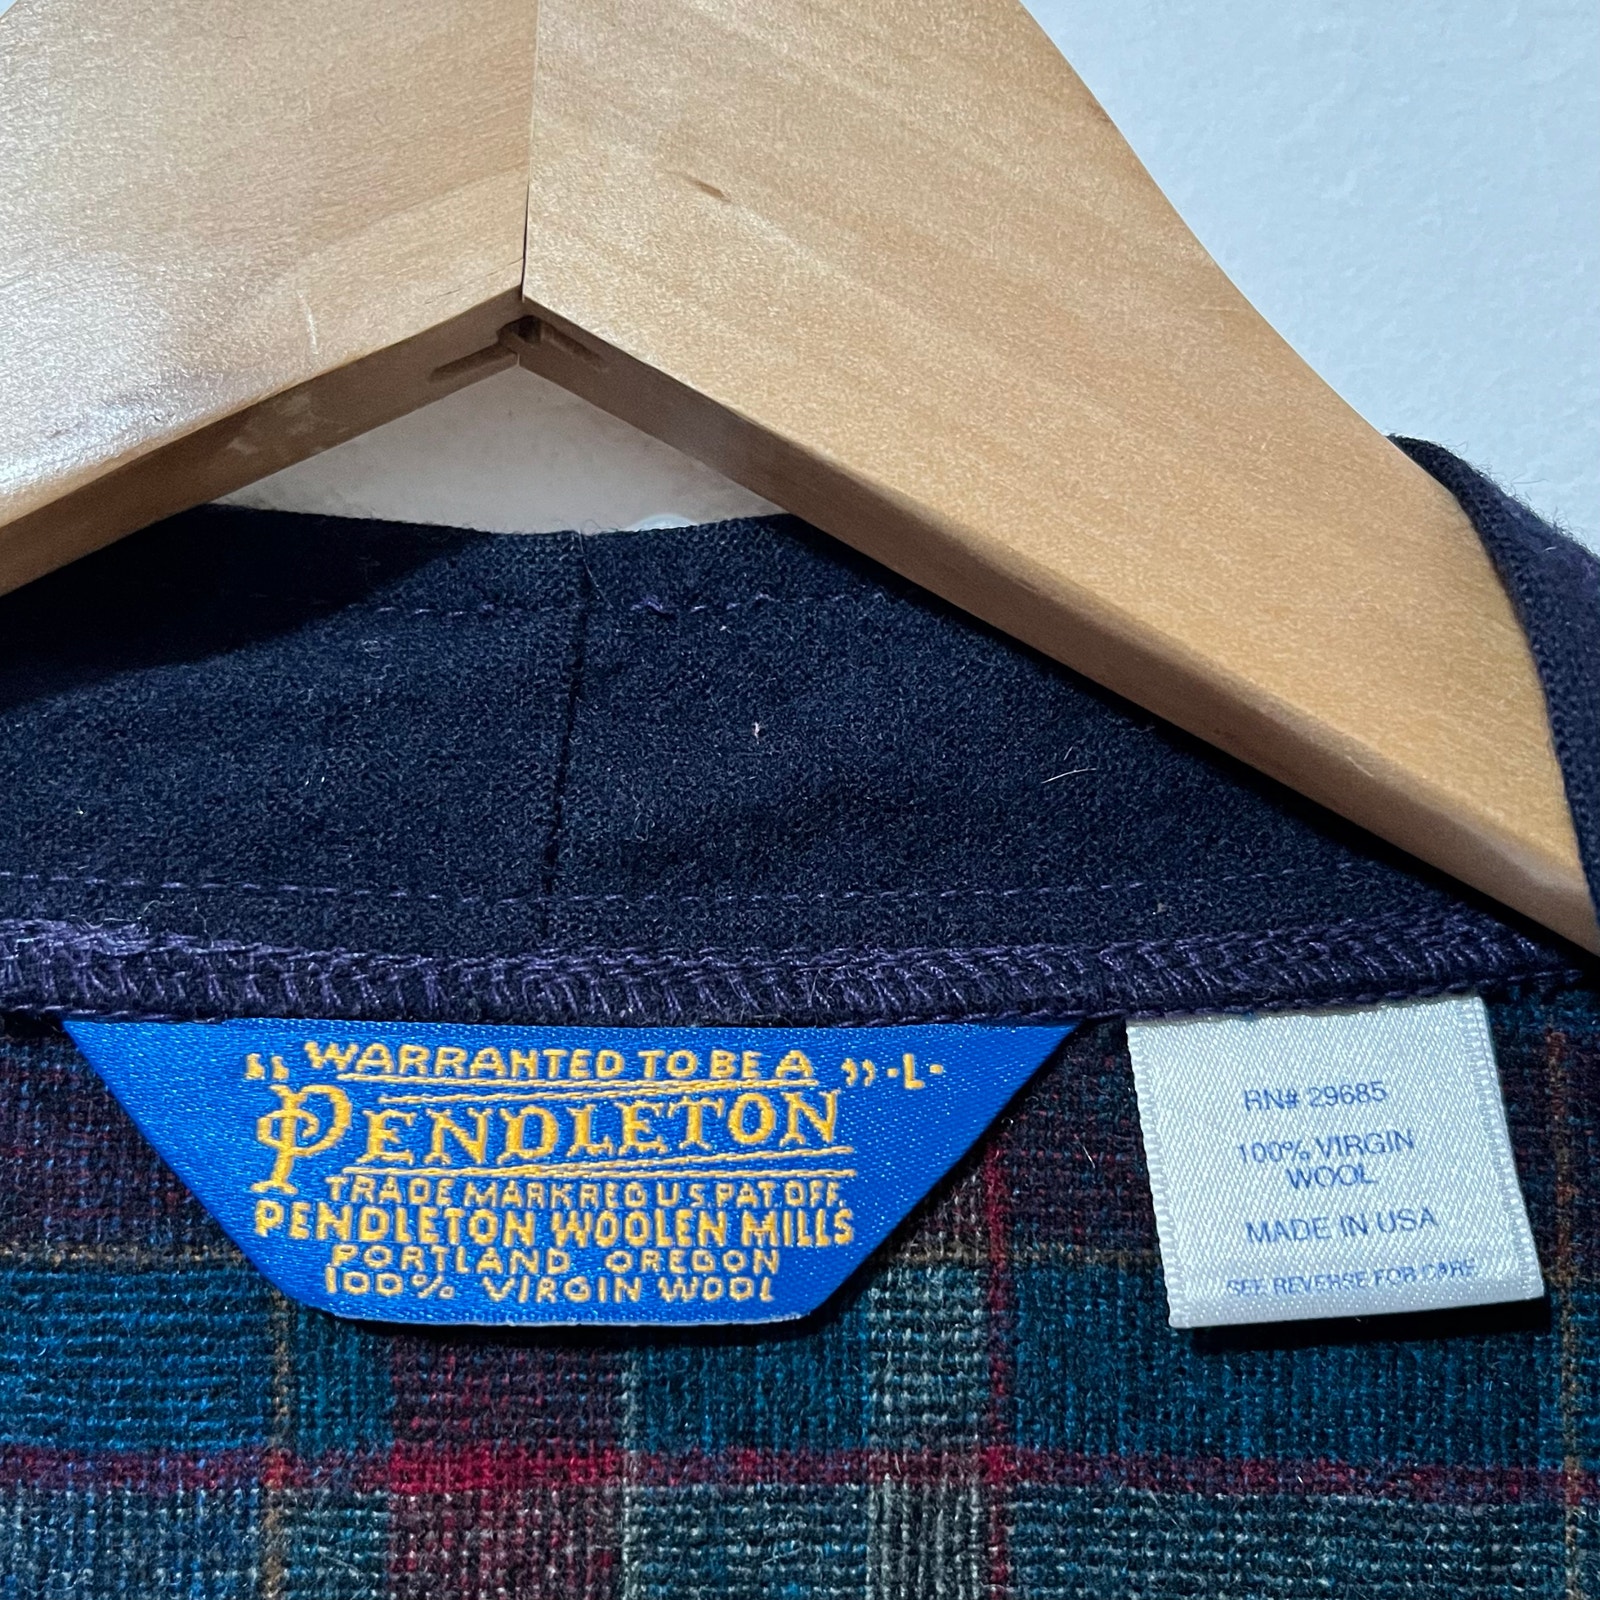 "WARRANTED TO BE A" -L-
PENDLETON
TRADE MARK REG U.S. PAT. OFF.
PENDLETON WOOLEN MILLS
PORTLAND OREGON
100% VIRGIN WOOL
RN# 29685
100% VIRGIN
WOOL
MADE IN USA
SEE REVERSE FOR CARE